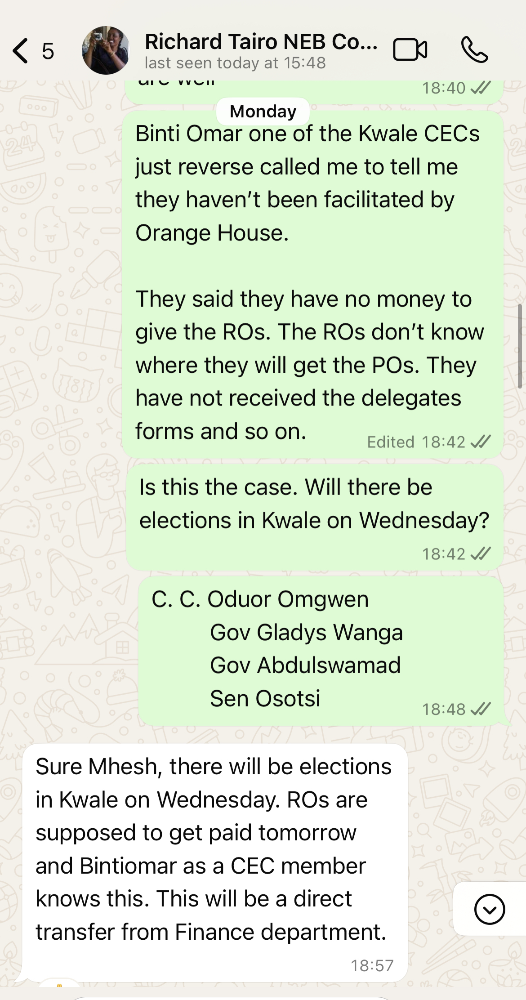 5
Richard Tairo NEB Co...
last seen today at 15:48
are well
18:40
Monday
Binti Omar one of the Kwale CECs
just reverse called me to tell me
they haven’t been facilitated by
Orange House.
They said they have no money to
give the ROs. The ROs don’t know
where they will get the POs. They
have not received the delegates
forms and so on.
Edited 18:42
Is this the case. Will there be
elections in Kwale on Wednesday?
18:42
C. C. Oduor Omgwen
Gov Gladys Wanga
Gov Abdulswamad
Sen Osotsi
18:48
Sure Mhesh, there will be elections
in Kwale on Wednesday. ROs are
supposed to get paid tomorrow
and Bintiomar as a CEC member
knows this. This will be a direct
transfer from Finance department.
18:57